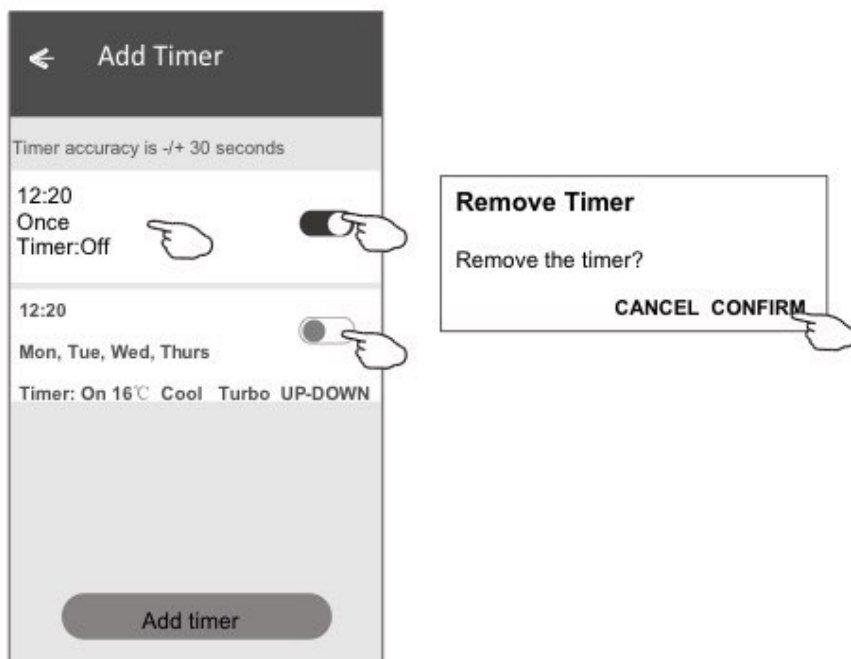 Add Timer
Timer accuracy is -/+ 30 seconds
12:20
Once
Timer:Off
12:20
Mon, Tue, Wed, Thurs
Timer: On 16℃ Cool Turbo UP-DOWN
Add timer
Remove Timer
Remove the timer?
CANCEL CONFIRM